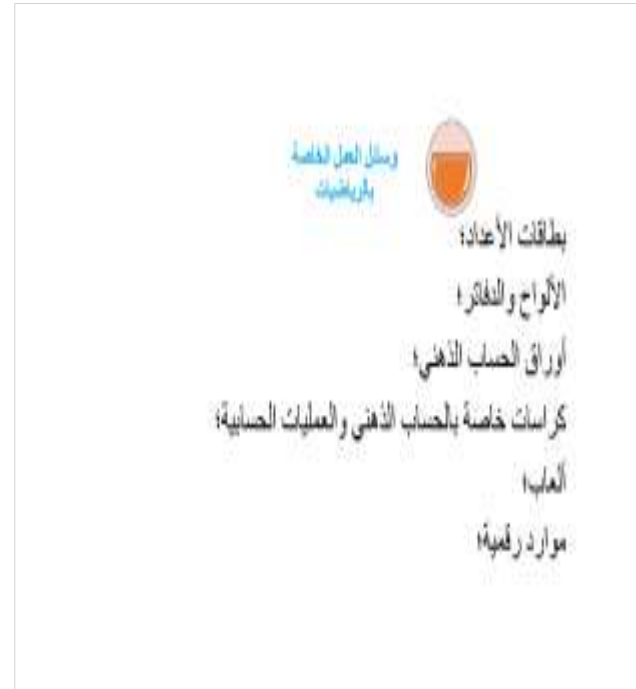 وسائل العمل الخاصة
بالرياضيات
بطاقات الأعداد؛
الألواح والدفاتر؛
أوراق الحساب الذهني؛
كراسات خاصة بالحساب الذهني والعمليات الحسابية؛
ألعاب؛
موارد رقمية؛